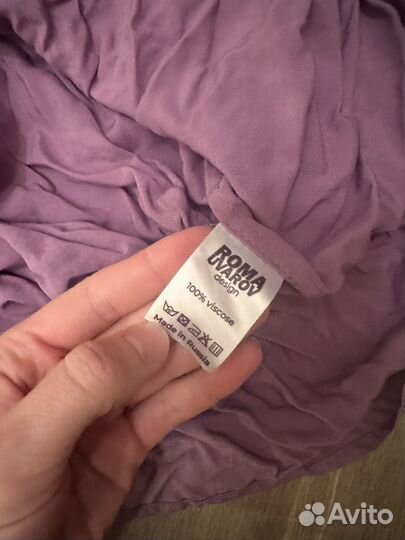 ROMA
UVAROV
design
100% viscose
Made in Russia
Avito